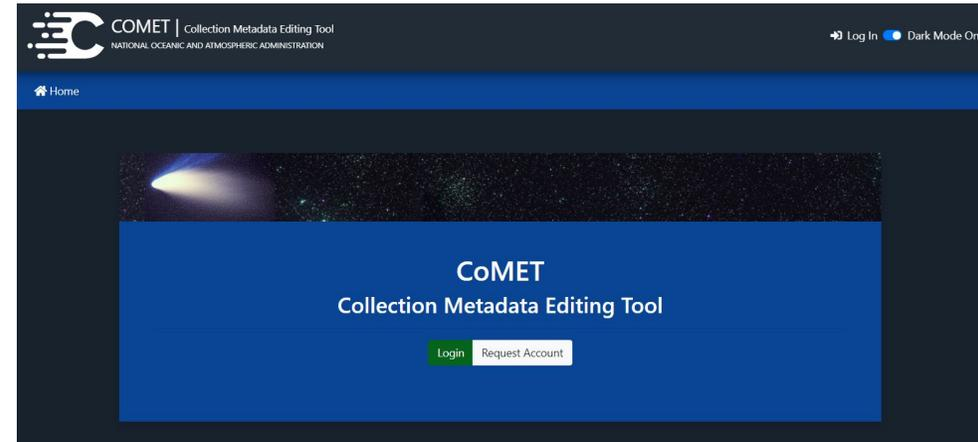 COMET | Collection Metadata Editing Tool
NATIONAL OCEANIC AND ATMOSPHERIC ADMINISTRATION
Log In Dark Mode On
Home
CoMET
Collection Metadata Editing Tool
Login Request Account